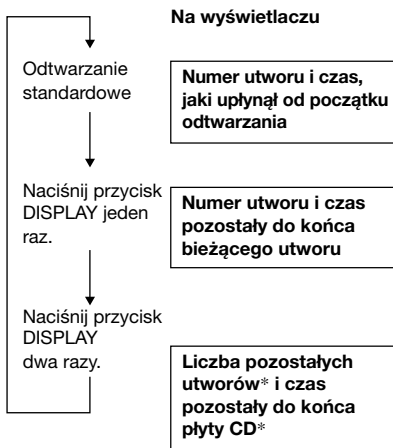 Na wyświetlaczu
Odtwarzanie
standardowe
Numer utworu i czas,
jaki upłynął od początku
odtwarzania
Naciśnij przycisk
DISPLAY jeden
raz.
Numer utworu i czas
pozostały do końca
bieżącego utworu
Naciśnij przycisk
DISPLAY
dwa razy.
Liczba pozostałych
utworów* i czas
pozostały do końca
płyty CD*